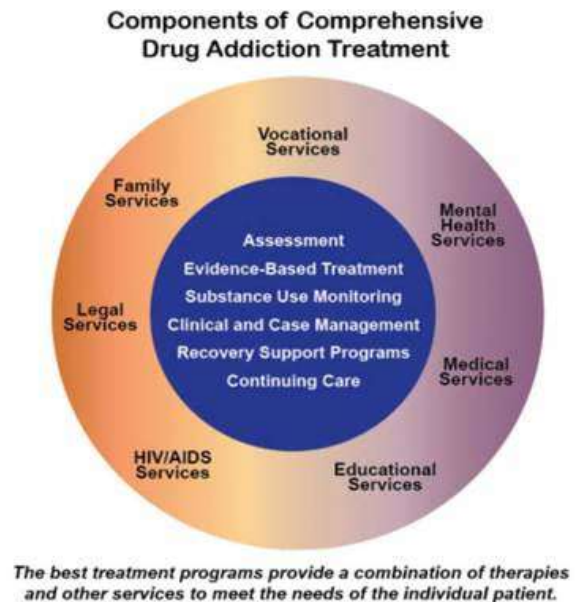 Components of Comprehensive
Drug Addiction Treatment
Vocational
Services
Family
Services
Mental
Health
Services
Assessment
Evidence-Based Treatment
Substance Use Monitoring
Clinical and Case Management
Recovery Support Programs
Continuing Care
Legal
Services
Medical
Services
HIV/AIDS
Services
Educational
Services
The best treatment programs provide a combination of therapies
and other services to meet the needs of the individual patient.